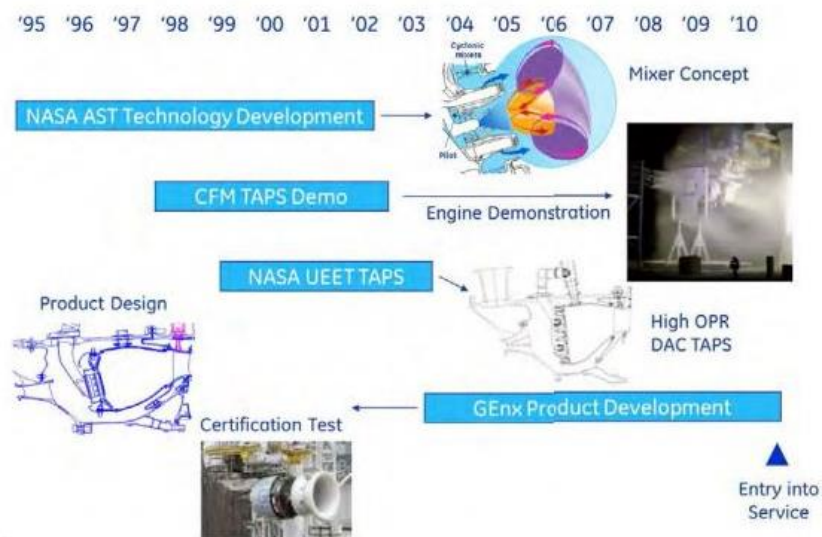 '95 '96 '97 '98 '99 '00 '01 '02 '03 '04 '05 '06 '07 '08 '09 '10
Cyclonic
mixers
Mixer Concept
NASA AST Technology Development
Pilot
CFM TAPS Demo
Engine Demonstration
NASA UEET TAPS
Product Design
High OPR
DAC TAPS
GEnx Product Development
Certification Test
Entry into
Service